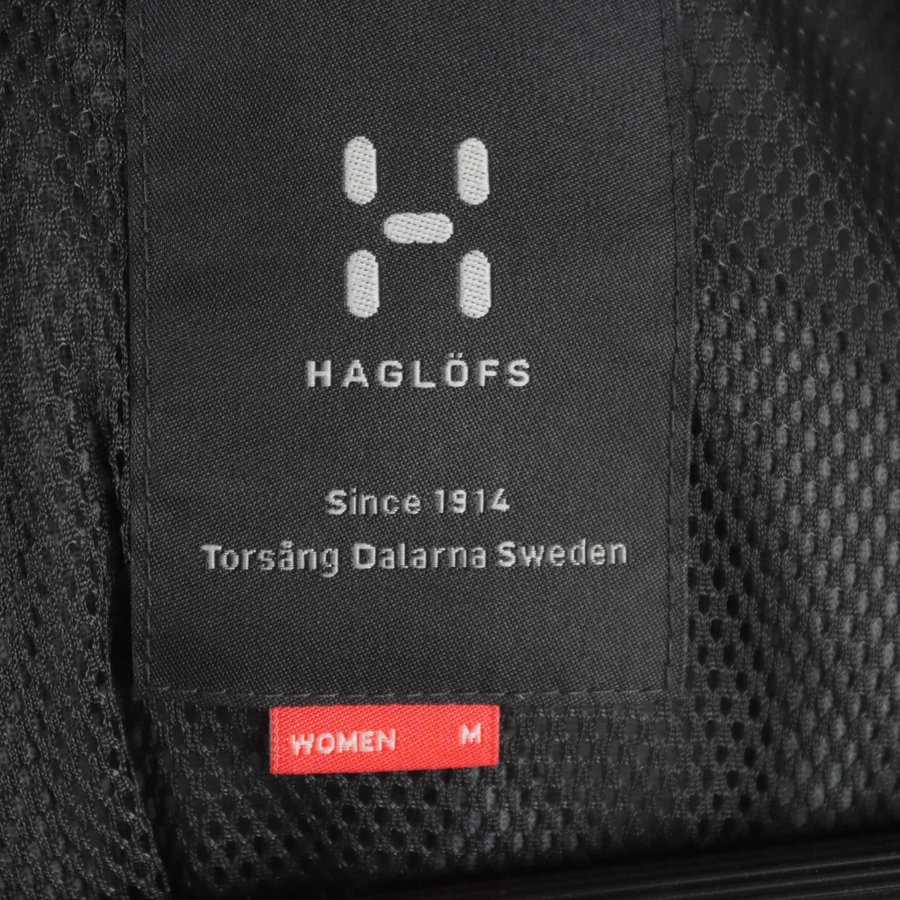 HAGLÖFS
Since 1914
Torsång Dalarna Sweden
WOMEN M